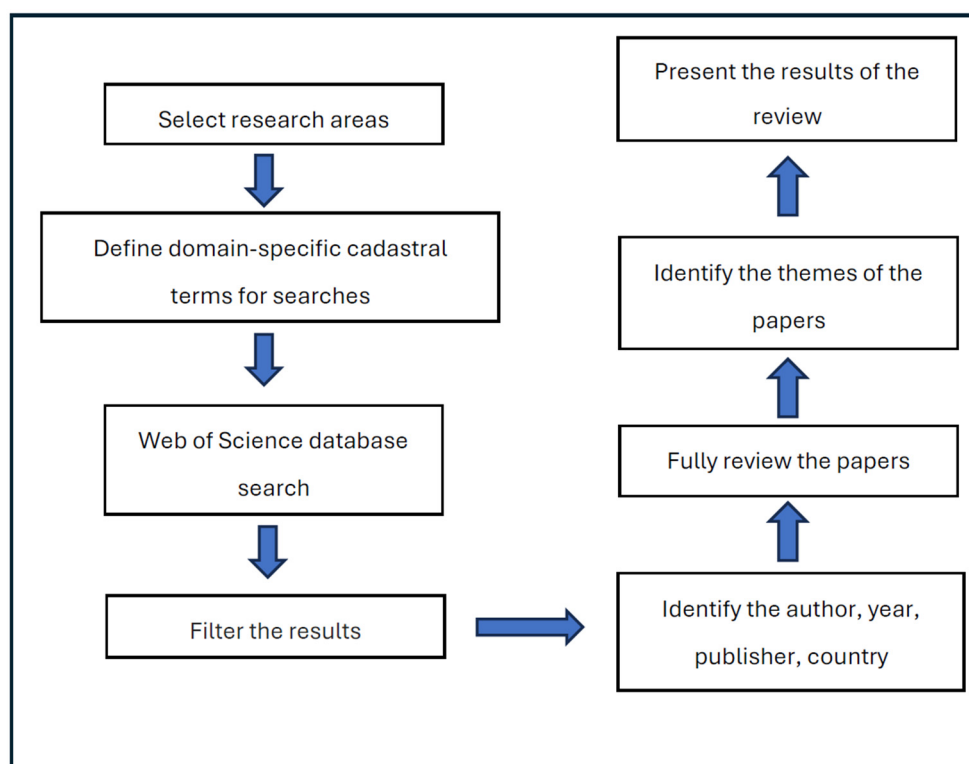 Select research areas
Define domain-specific cadastral
terms for searches
Web of Science database
search
Filter the results
Identify the author, year,
publisher, country
Fully review the papers
Identify the themes of the
papers
Present the results of the
review